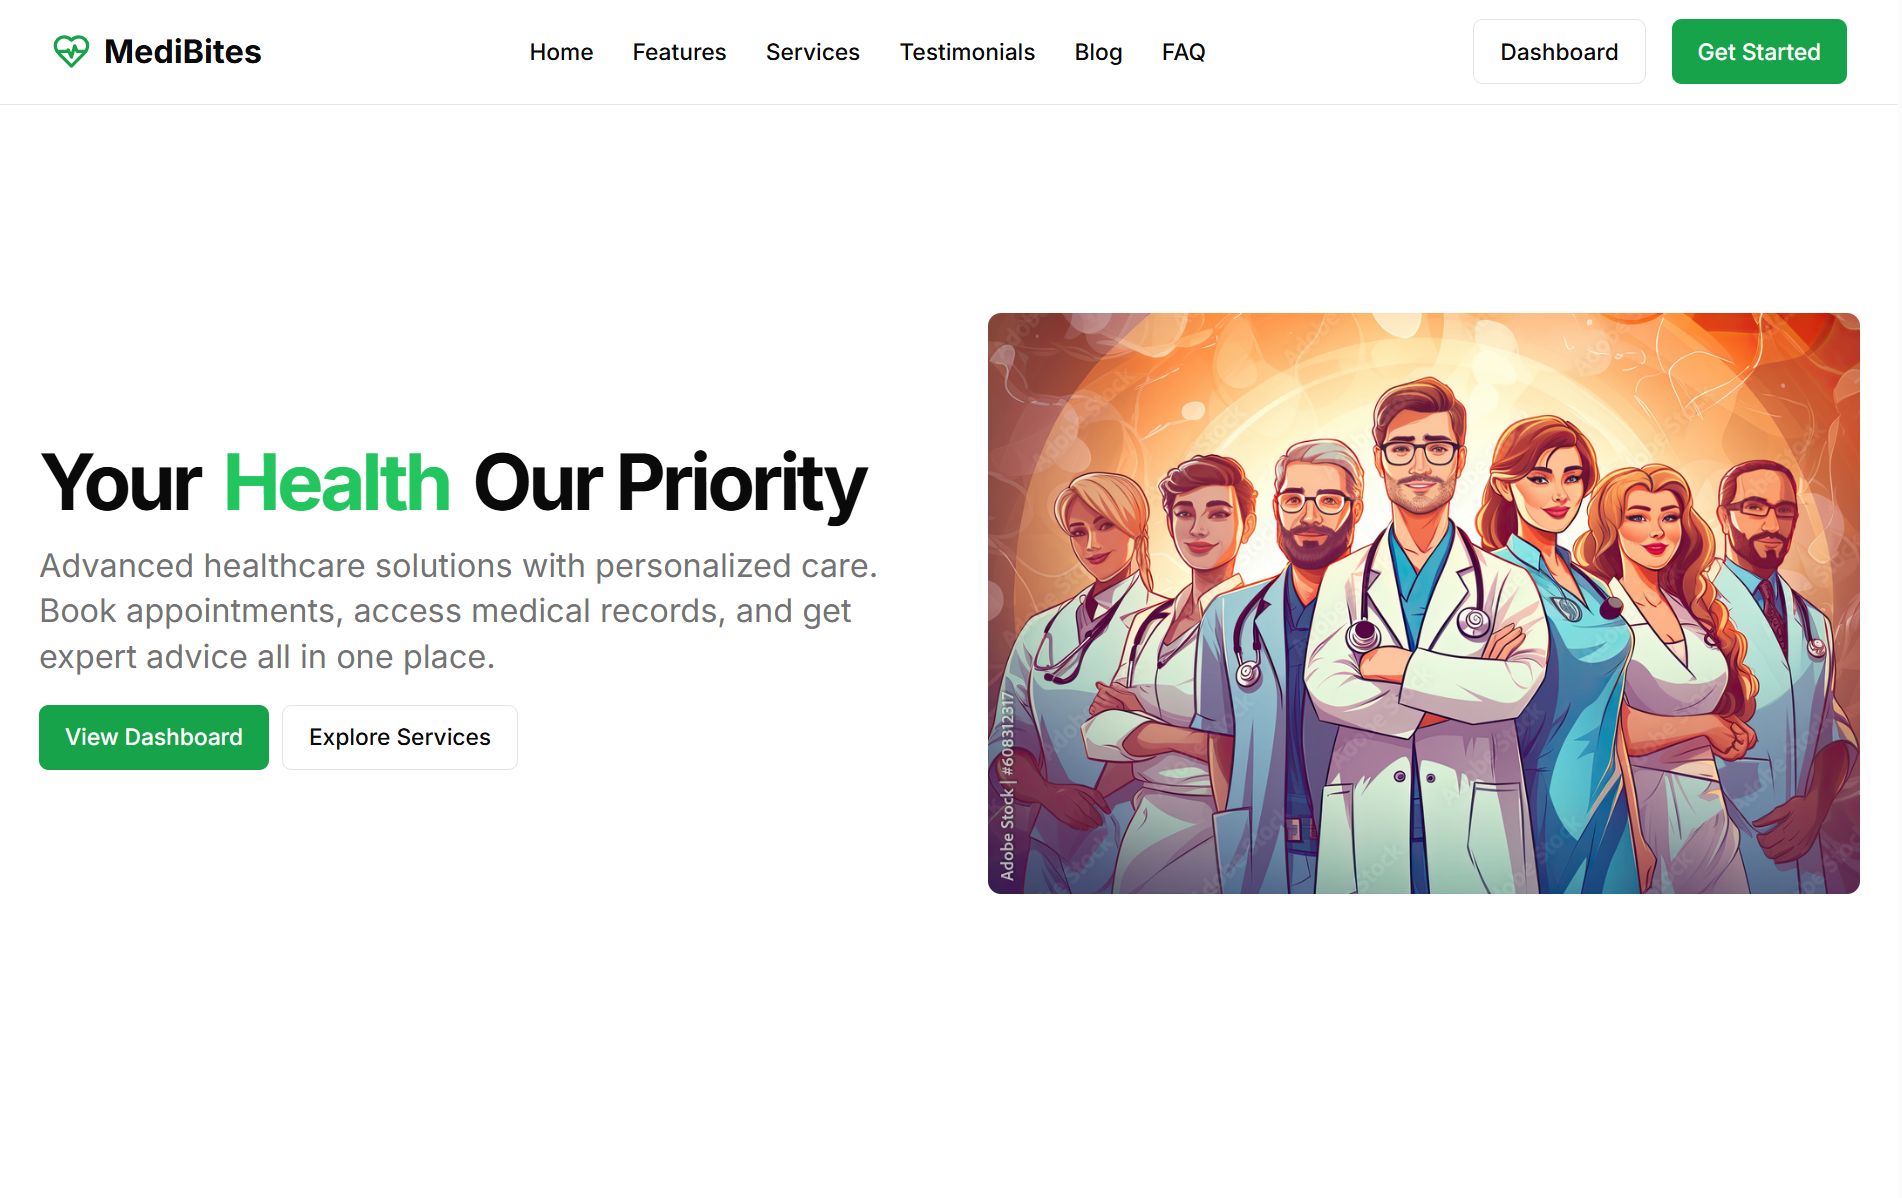 MediBites
Home Features Services Testimonials Blog FAQ
Dashboard
Get Started
Your Health Our Priority
Advanced healthcare solutions with personalized care.
Book appointments, access medical records, and get
expert advice all in one place.
View Dashboard
Explore Services
Adobe Stock | #608312317